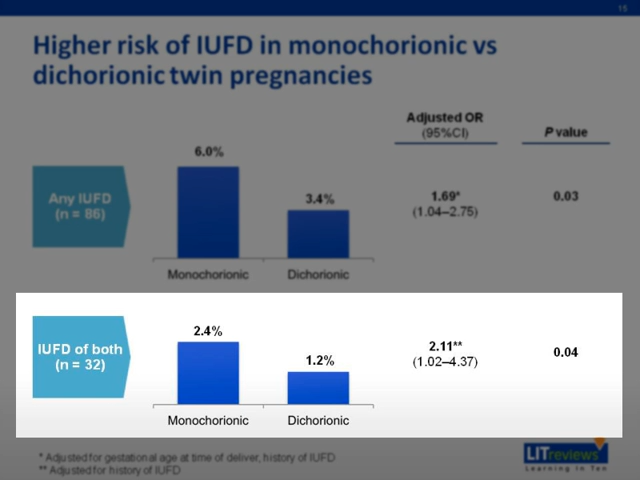 15
Higher risk of IUFD in monochorionic vs
dichorionic twin pregnancies
Adjusted OR
(95%CI)
P value
Any IUFD
(n = 86)
6.0%
3.4%
Monochorionic
Dichorionic
1.69*
(1.04–2.75)
0.03
IUFD of both
(n = 32)
2.4%
1.2%
Monochorionic
Dichorionic
2.11**
(1.02–4.37)
0.04
* Adjusted for gestational age at time of deliver, history of IUFD
** Adjusted for history of IUFD
LITreviews
Learning In Ten